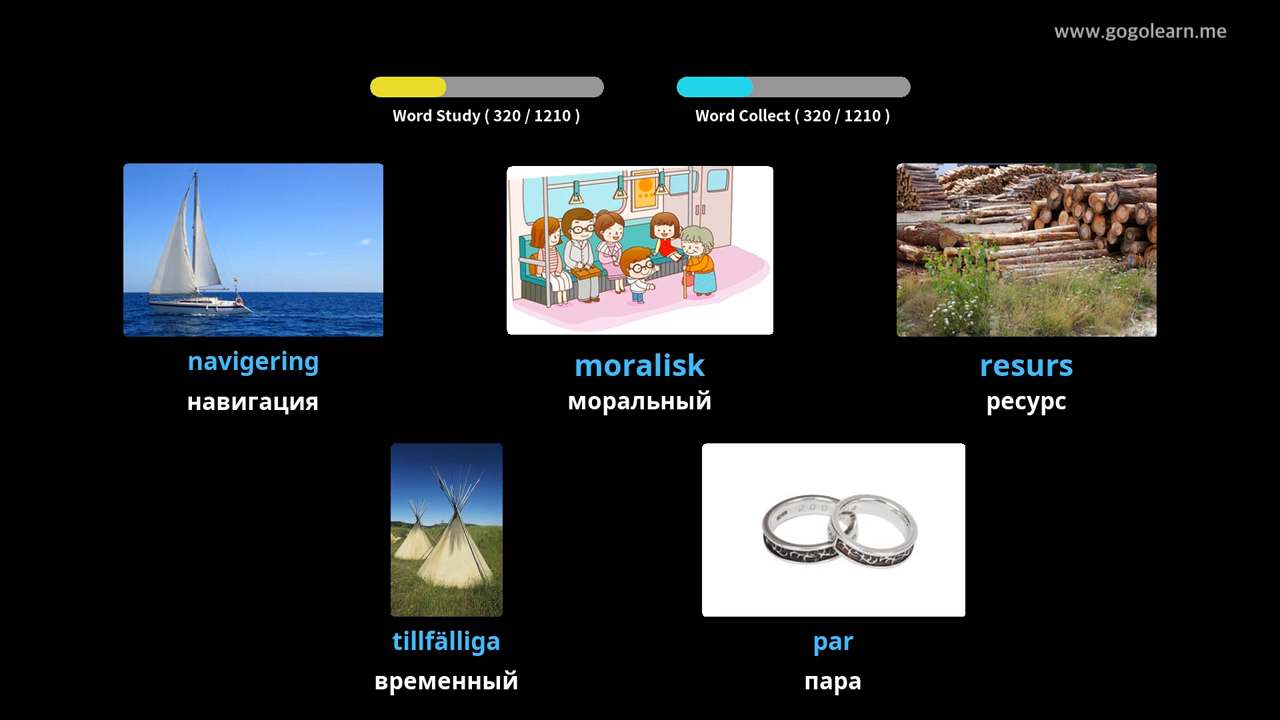 www.gogolearn.me
Word Study ( 320 / 1210 )
Word Collect ( 320 / 1210 )
navigering
навигация
moralisk
моральный
resurs
ресурс
tillfälliga
временный
par
пара